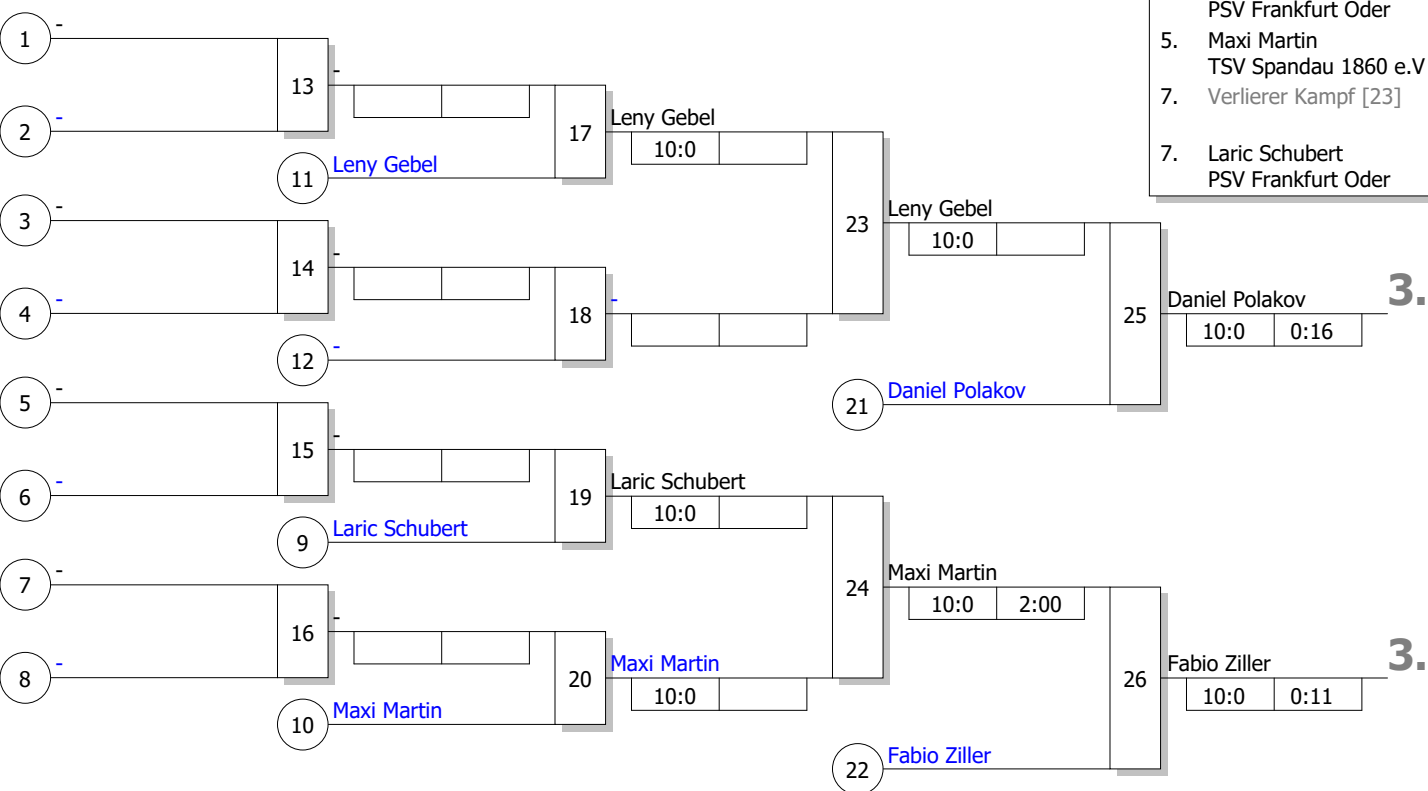 PSV Frankfurt Oder
5. Maxi Martin
TSV Spandau 1860 e.V
7. Verlierer Kampf [23]
7. Laric Schubert
PSV Frankfurt Oder
1 -
2 -
13 -
11 Leny Gebel
17 Leny Gebel
10:0
3 -
4 -
14 -
12 -
18 -
23 Leny Gebel
10:0
5 -
6 -
15 -
9 Laric Schubert
19 Laric Schubert
10:0
7 -
8 -
16 -
10 Maxi Martin
20 Maxi Martin
10:0
24 Maxi Martin
10:0 2:00
21 Daniel Polakov
25 Daniel Polakov 3.
10:0 0:16
22 Fabio Ziller
26 Fabio Ziller 3.
10:0 0:11